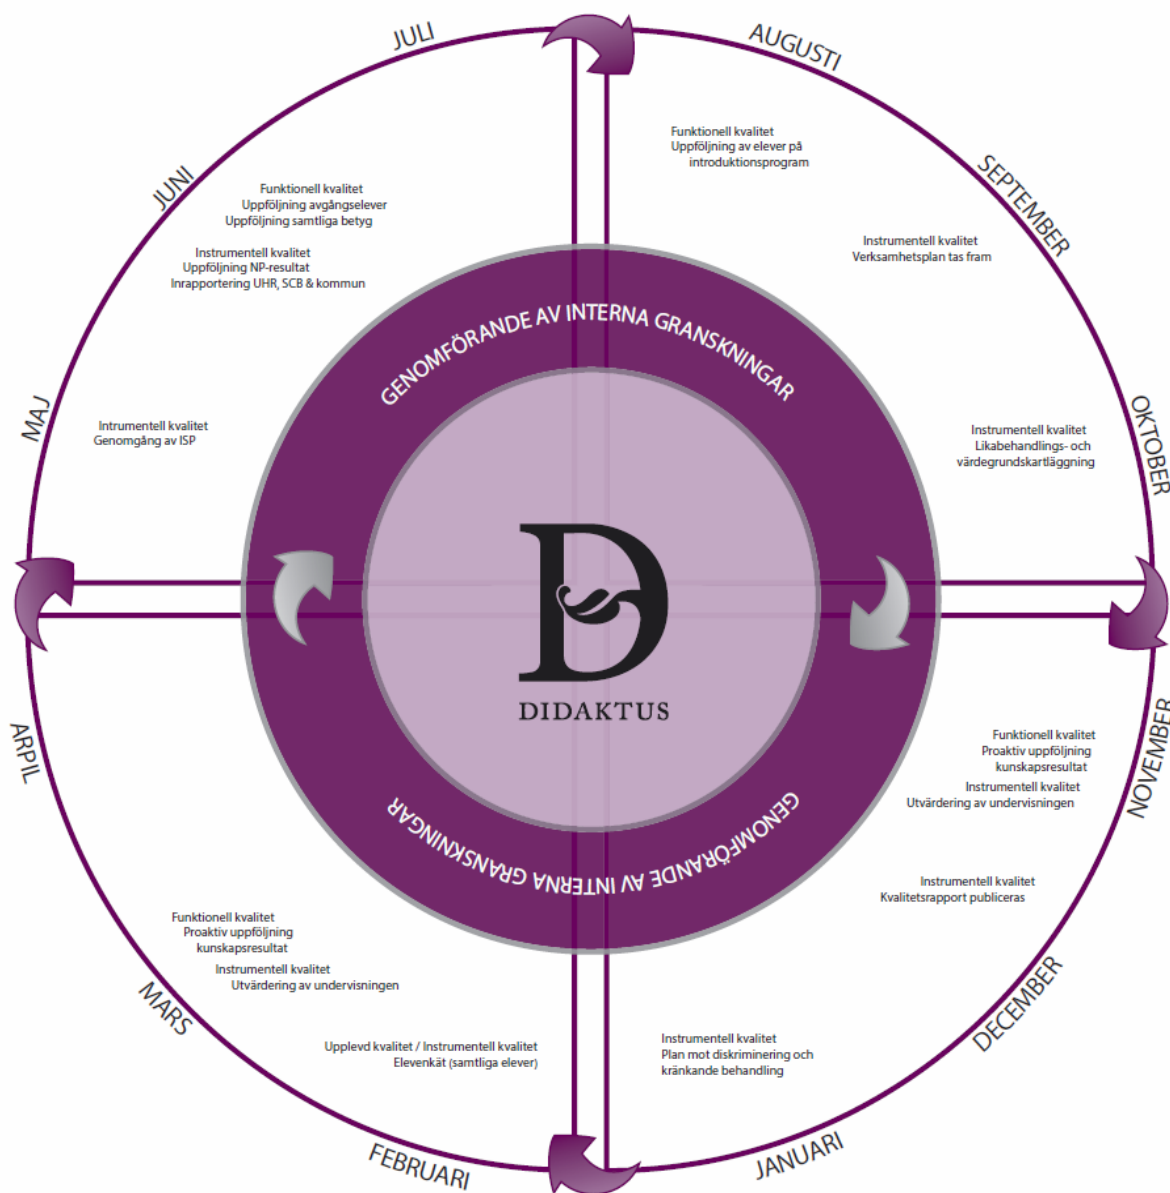 JULI
AUGUSTI
Funktionell kvalitet
Uppföljning av elever på
introduktionsprogram
SEPTEMBER
Instrumentell kvalitet
Verksamhetsplan tas fram
OKTOBER
Instrumentell kvalitet
Likabehandlings- och
värdegrundskartläggning
NOVEMBER
Funktionell kvalitet
Proaktiv uppföljning
kunskapsresultat
Instrumentell kvalitet
Utvärdering av undervisningen
Instrumentell kvalitet
Kvalitetsrapport publiceras
DECEMBER
JANUARI
Instrumentell kvalitet
Plan mot diskriminering och
kränkande behandling
FEBRUARI
Upplevd kvalitet / Instrumentell kvalitet
Elevenkät (samtliga elever)
MARS
Funktionell kvalitet
Proaktiv uppföljning
kunskapsresultat
Instrumentell kvalitet
Utvärdering av undervisningen
ARPIL
MAJ
Intrumentell kvalitet
Genomgång av ISP
JUNI
Funktionell kvalitet
Uppföljning avgångselever
Uppföljning samtliga betyg
Instrumentell kvalitet
Uppföljning NP-resultat
Inrapportering UHR, SCB & kommun
GENOMFÖRANDE AV INTERNA GRANSKNINGAR
D
DIDAKTUS
GENOMFÖRANDE AV INTERNA GRANSKNINGAR